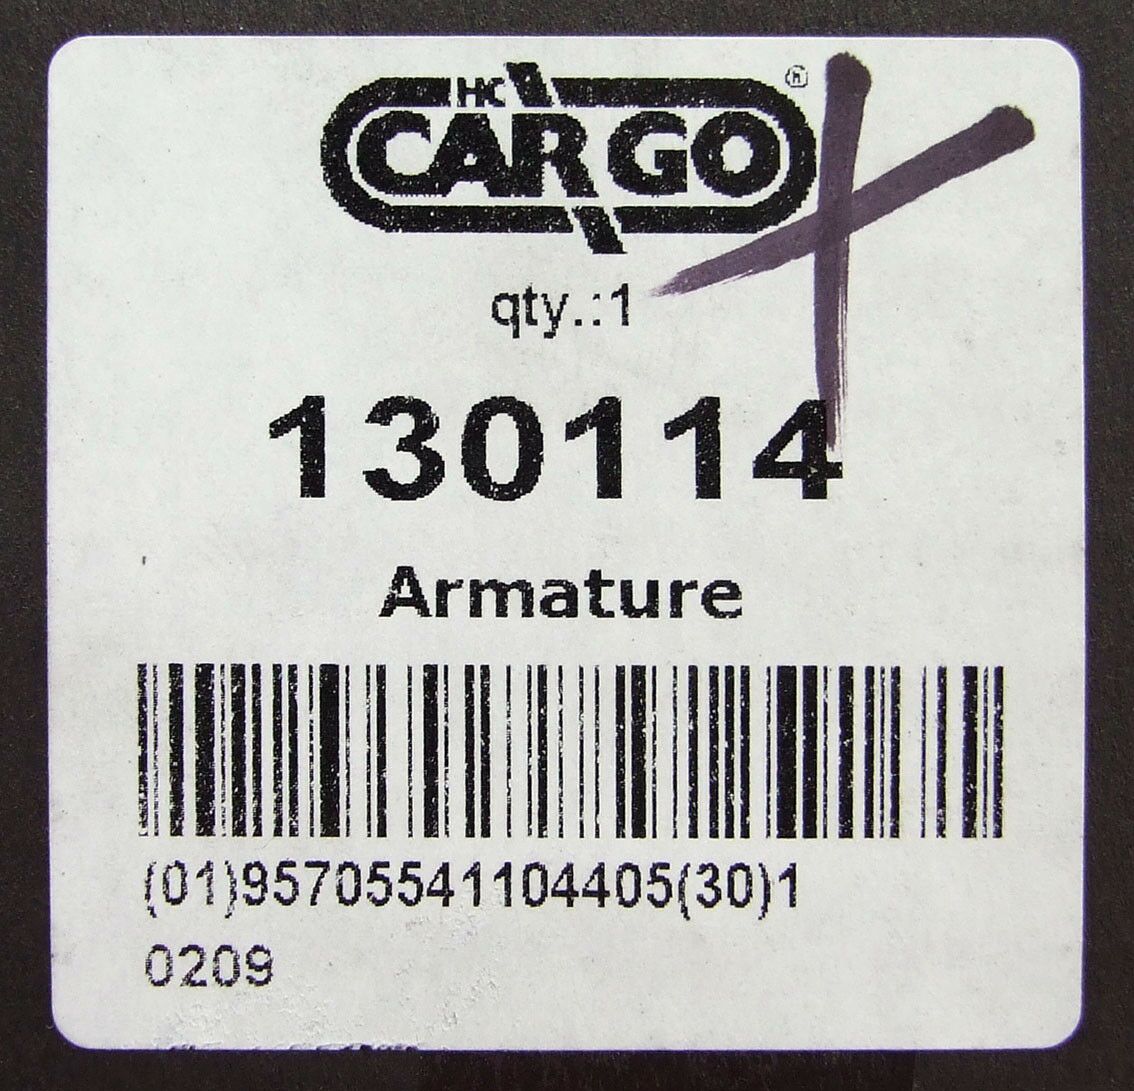 HC
CARGO®
qty.:1
130114
Armature
(01)95705541104405(30)1
0209